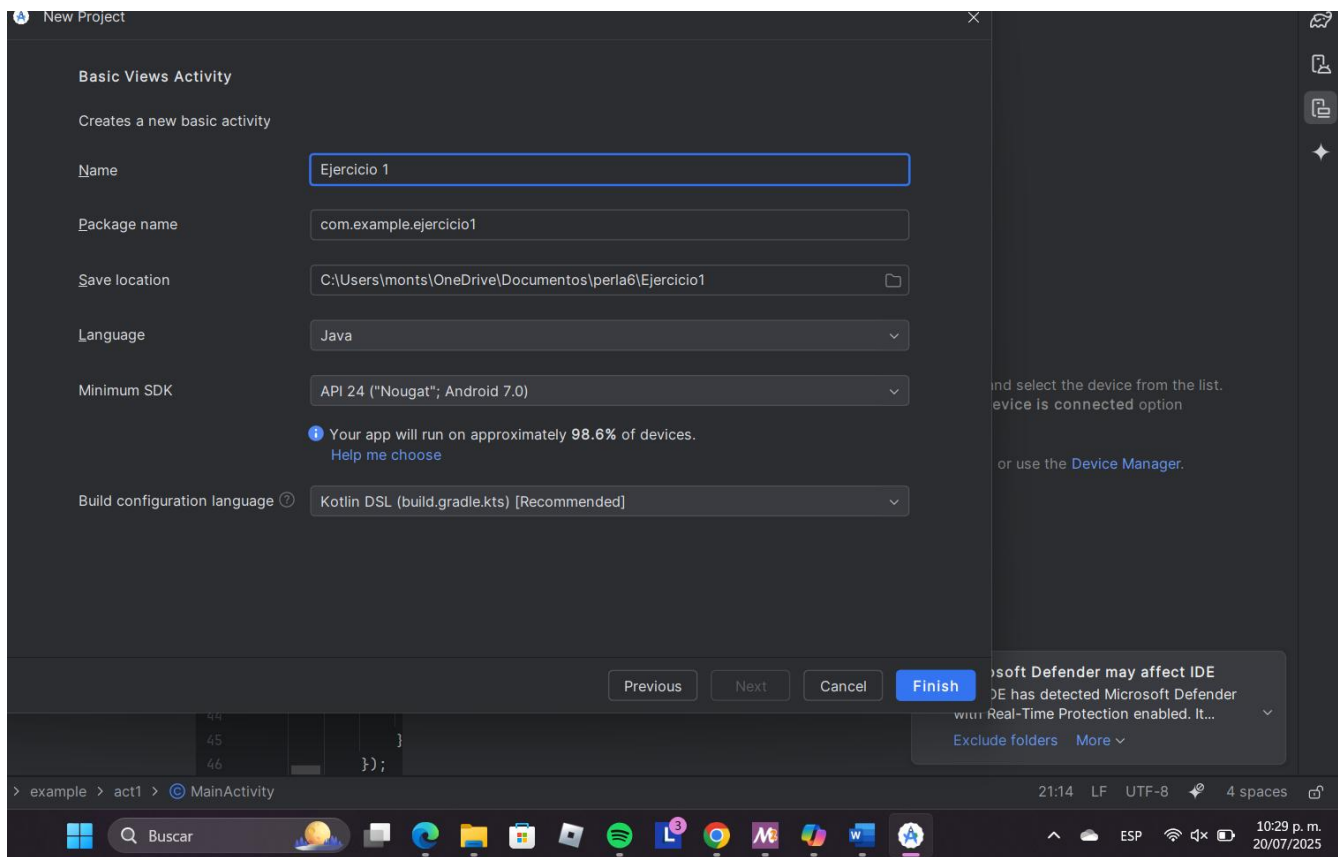 New Project
Basic Views Activity
Creates a new basic activity
Name
Ejercicio 1
Package name
com.example.ejercicio1
Save location
C:\Users\monts\OneDrive\Documentos\perla6\Ejercicio1
Language
Java
Minimum SDK
API 24 ("Nougat"; Android 7.0)
and select the device from the list.
device is connected option
Your app will run on approximately 98.6% of devices.
Help me choose
or use the Device Manager.
Build configuration language
Kotlin DSL (build.gradle.kts) [Recommended]
Previous Next Cancel Finish
soft Defender may affect IDE
DE has detected Microsoft Defender
with Real-Time Protection enabled. It...
Exclude folders More
44
45 }
46 });
> example > act1 > MainActivity
21:14 LF UTF-8 4 spaces
Buscar
3
ESP
10:29 p. m.
20/07/2025